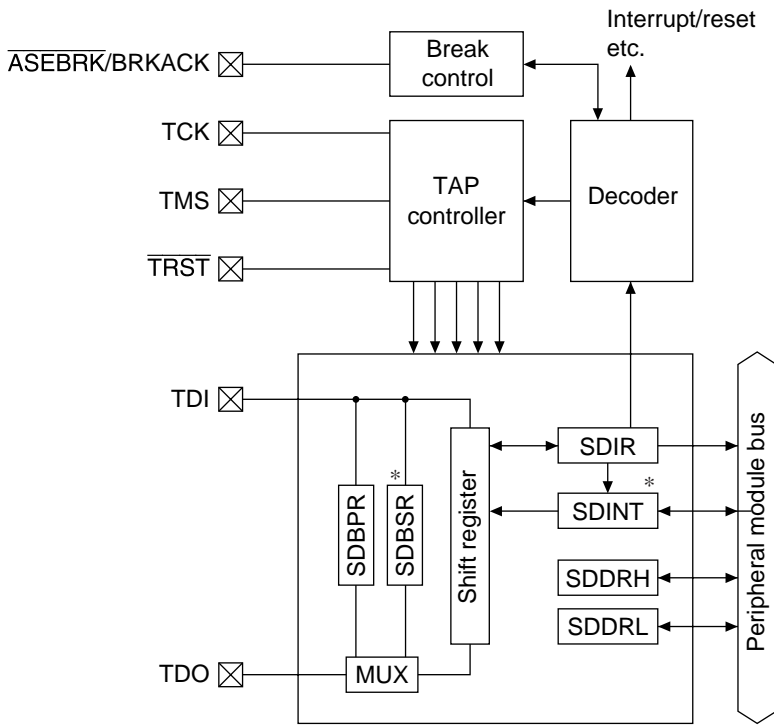 Interrupt/reset
etc.
ASEBRK/BRKACK
Break
control
TCK
TMS
TRST
TAP
controller
Decoder
TDI
SDBPR
*
SDBSR
Shift register
SDIR
*
SDINT
SDDRH
SDDRL
Peripheral module bus
TDO
MUX